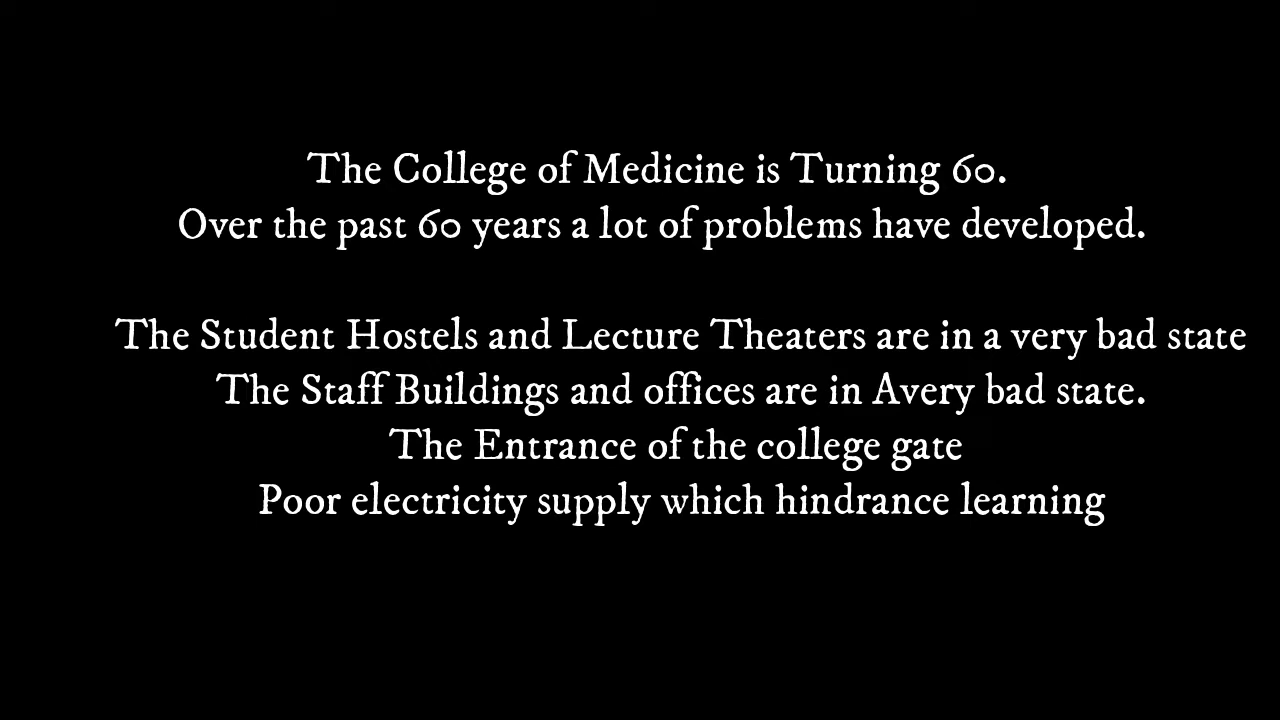 The College of Medicine is Turning 60.
Over the past 60 years a lot of problems have developed.
The Student Hostels and Lecture Theaters are in a very bad state
The Staff Buildings and offices are in Avery bad state.
The Entrance of the college gate
Poor electricity supply which hindrance learning